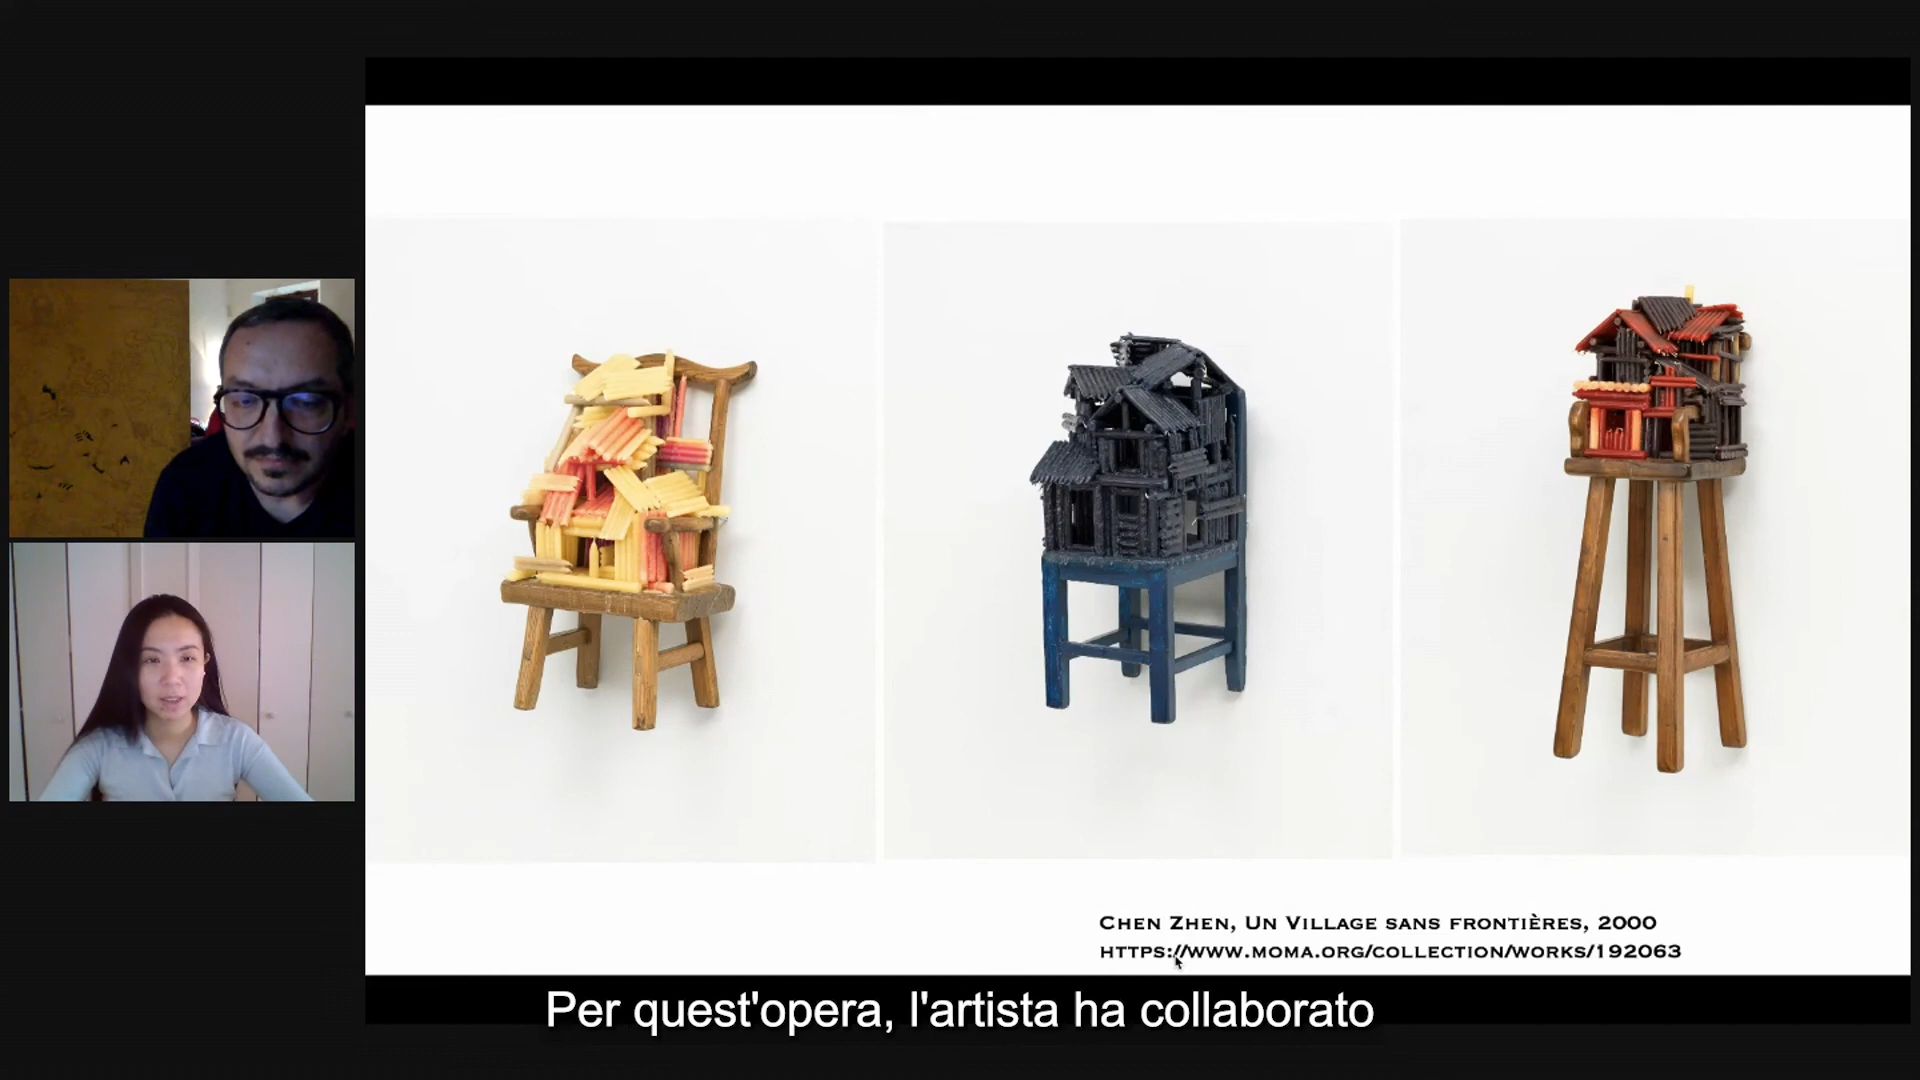 Chen Zhen, Un Village sans frontières, 2000
https://www.moma.org/collection/works/192063
Per quest'opera, l'artista ha collaborato